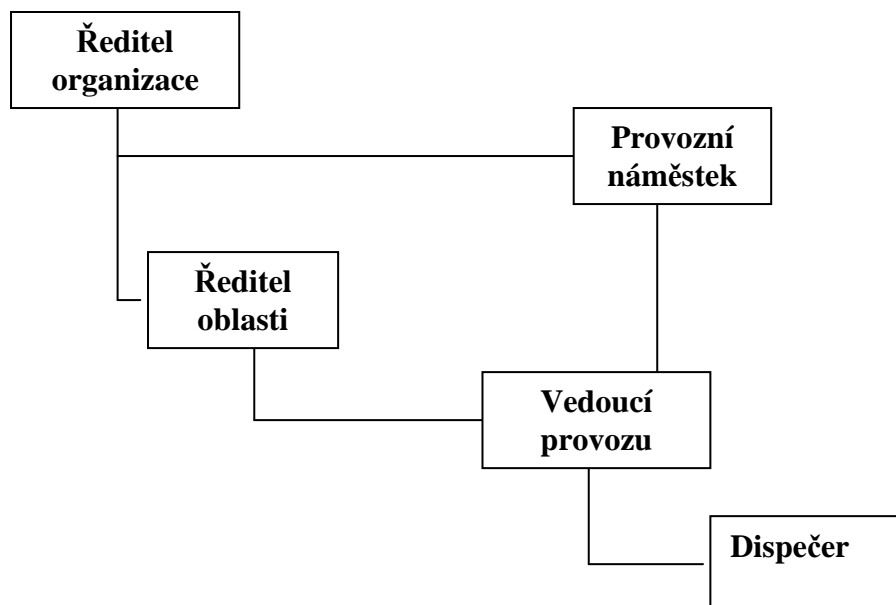 Ředitel
organizace
Provozní
náměstek
Ředitel
oblasti
Vedoucí
provozu
Dispečer